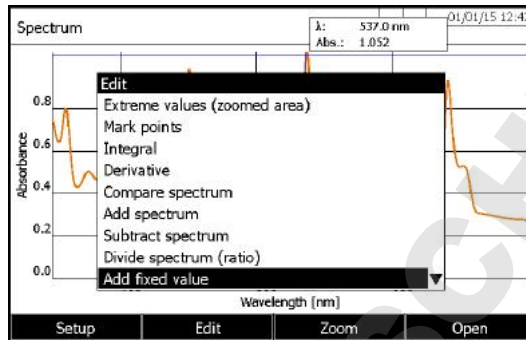 Spectrum
01/01/15 12:4
λ: 537.0 nm
Abs.: 1.052
Edit
Extreme values (zoomed area)
Mark points
Integral
Derivative
Compare spectrum
Add spectrum
Subtract spectrum
Divide spectrum (ratio)
Add fixed value
Absorbance
0.8
0.6
0.4
0.2
0.0
Wavelength [nm]
Setup Edit Zoom Open